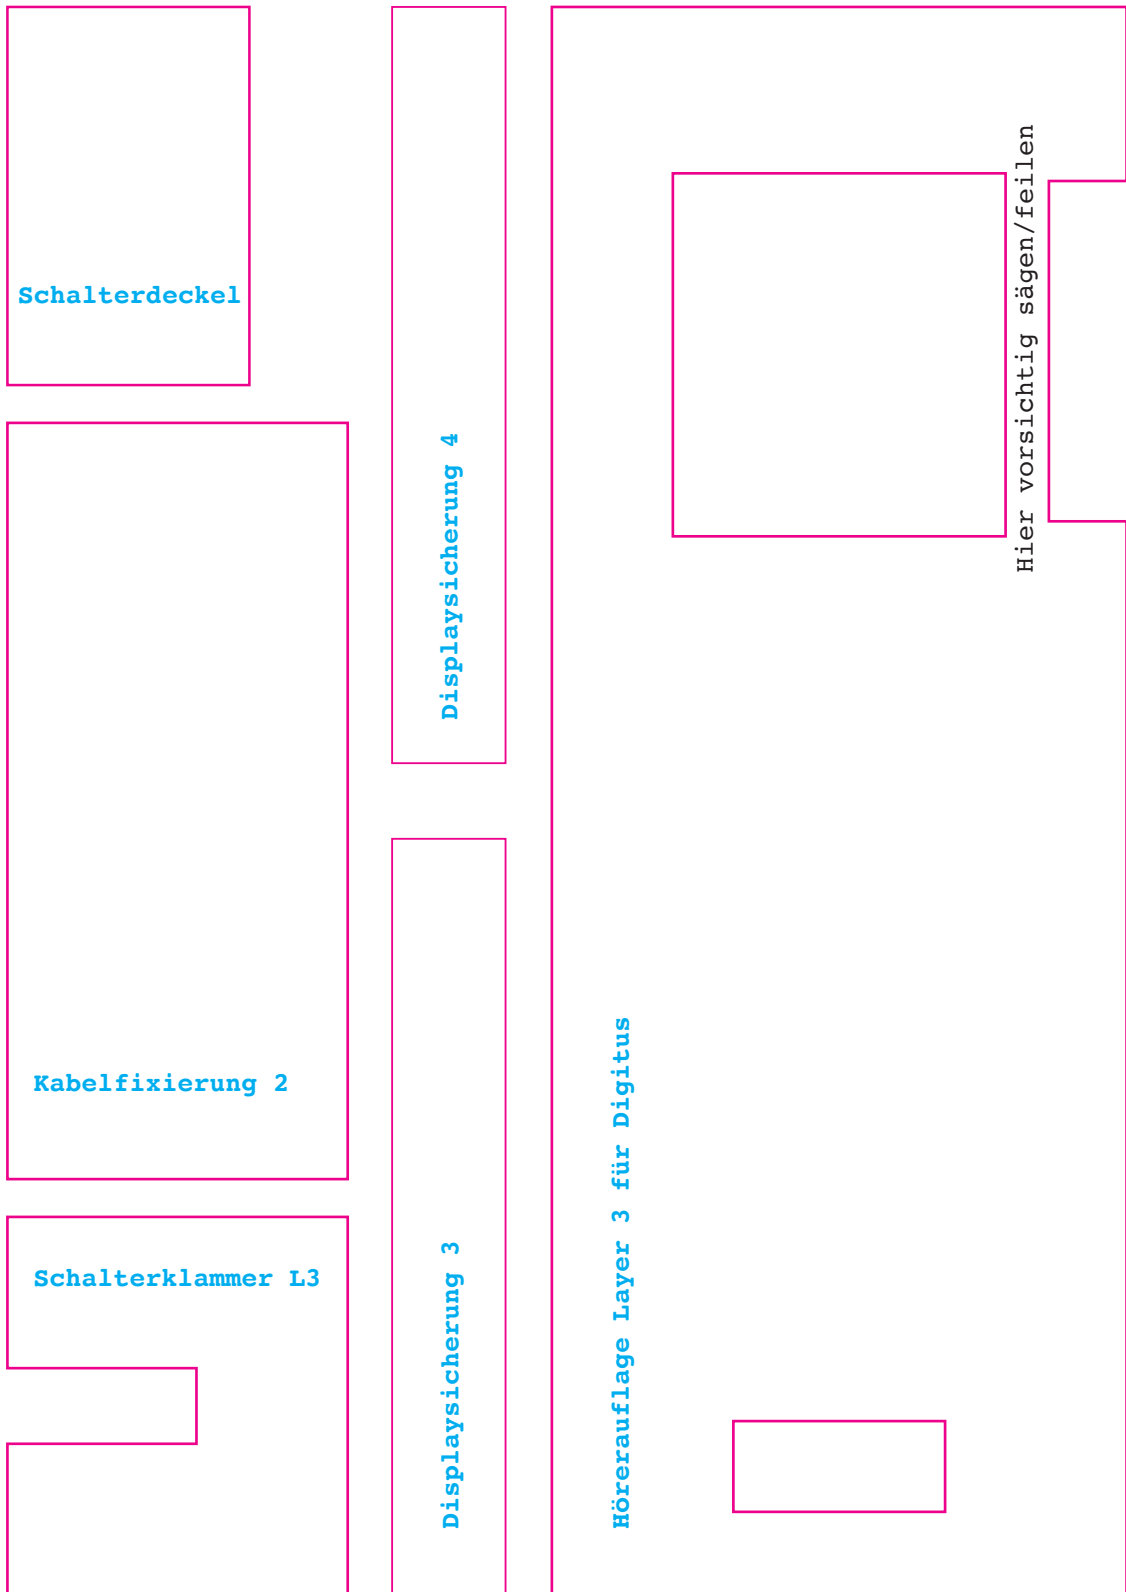 Schalterdeckel
Kabelfixierung 2
Schalterklammer L3
Displaysicherung 4
Displaysicherung 3
Hörerauflage Layer 3 für Digitus
Hier vorsichtig sägen/feilen